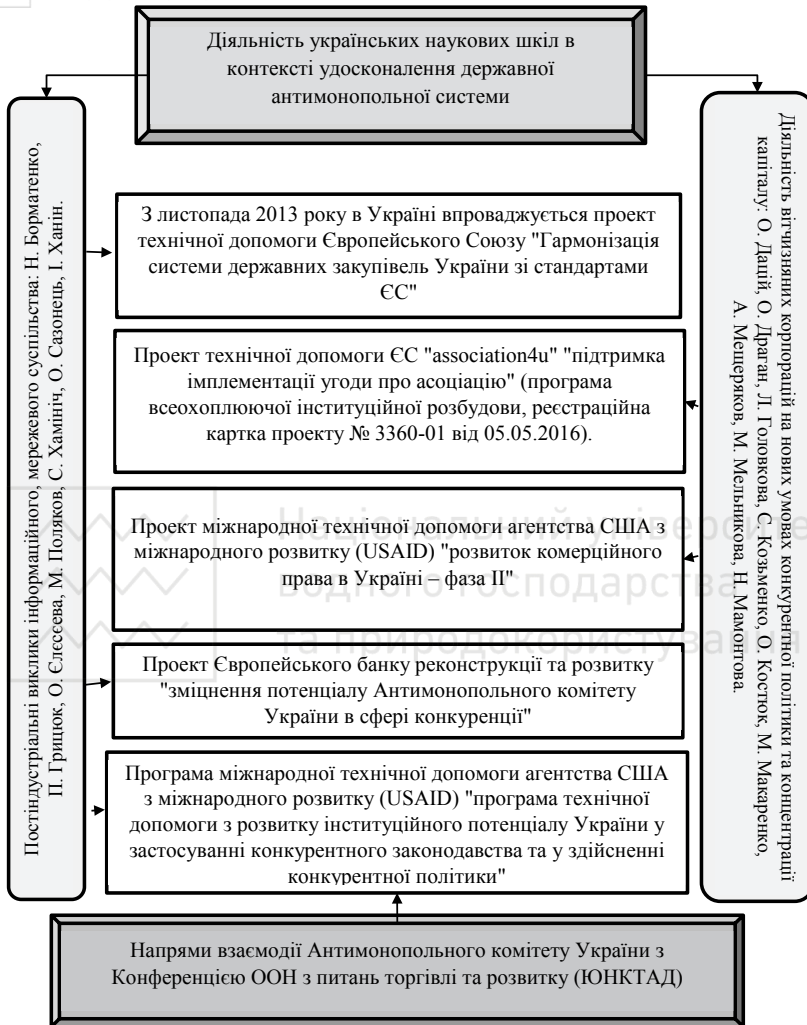 Діяльність українських наукових шкіл в
контексті удосконалення державної
антимонопольної системи
Постіндустріальні виклики інформаційного, мережевого суспільства: Н. Борматенко,
П. Грицюк, О. Єлєсєева, М. Поляков, С. Хамініч, О. Сазонець, І. Ханін.
З листопада 2013 року в Україні впроваджується проект
технічної допомоги Європейського Союзу "Гармонізація
системи державних закупівель України зі стандартами
ЄС"
Проект технічної допомоги ЄС "association4u" "підтримка
імплементації угоди про асоціацію" (програма
всеохоплюючої інституційної розбудови, реєстраційна
картка проекту № 3360-01 від 05.05.2016).
Проект міжнародної технічної допомоги агентства США з
міжнародного розвитку (USAID) "розвиток комерційного
права в Україні – фаза II"
Проект Європейського банку реконструкції та розвитку
"зміцнення потенціалу Антимонопольного комітету
України в сфері конкуренції"
Програма міжнародної технічної допомоги агентства США
з міжнародного розвитку (USAID) "програма технічної
допомоги з розвитку інституційного потенціалу України у
застосуванні конкурентного законодавства та у здійсненні
конкурентної політики"
Діяльність вітчизняних корпорацій на нових умовах конкурентної політики та концентрації
капіталу: О. Дацій, О. Драган, Л. Головкова, С. Козьменко, О. Костюк, М. Макаренко,
А. Мещеряков, М. Мельникова, Н. Мамонтова.
Напрями взаємодії Антимонопольного комітету України з
Конференцією ООН з питань торгівлі та розвитку (ЮНКТАД)
Національний університе
водного господарства
та природокористування